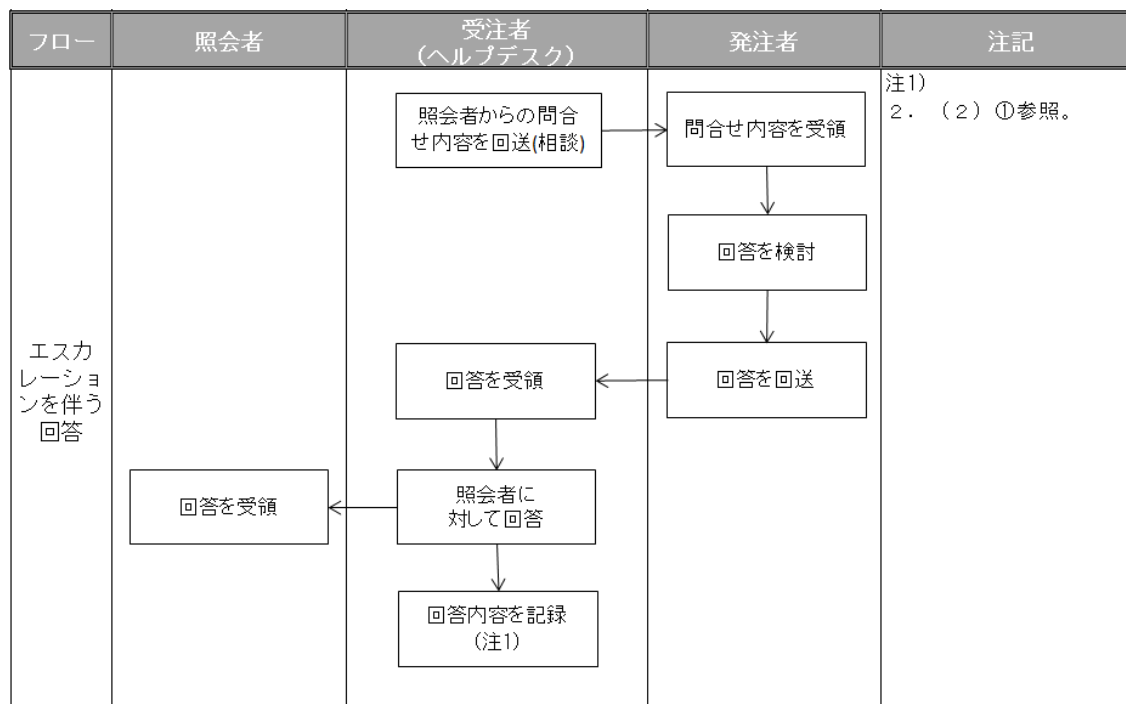 フロー
照会者
受注者
（ヘルプデスク）
発注者
注記
エスカ
レーショ
ンを伴う
回答
照会者からの問合
せ内容を回送(相談)
問合せ内容を受領
注1)
２．（２）①参照。
回答を検討
回答を回送
回答を受領
照会者に
対して回答
回答を受領
回答内容を記録
(注1)